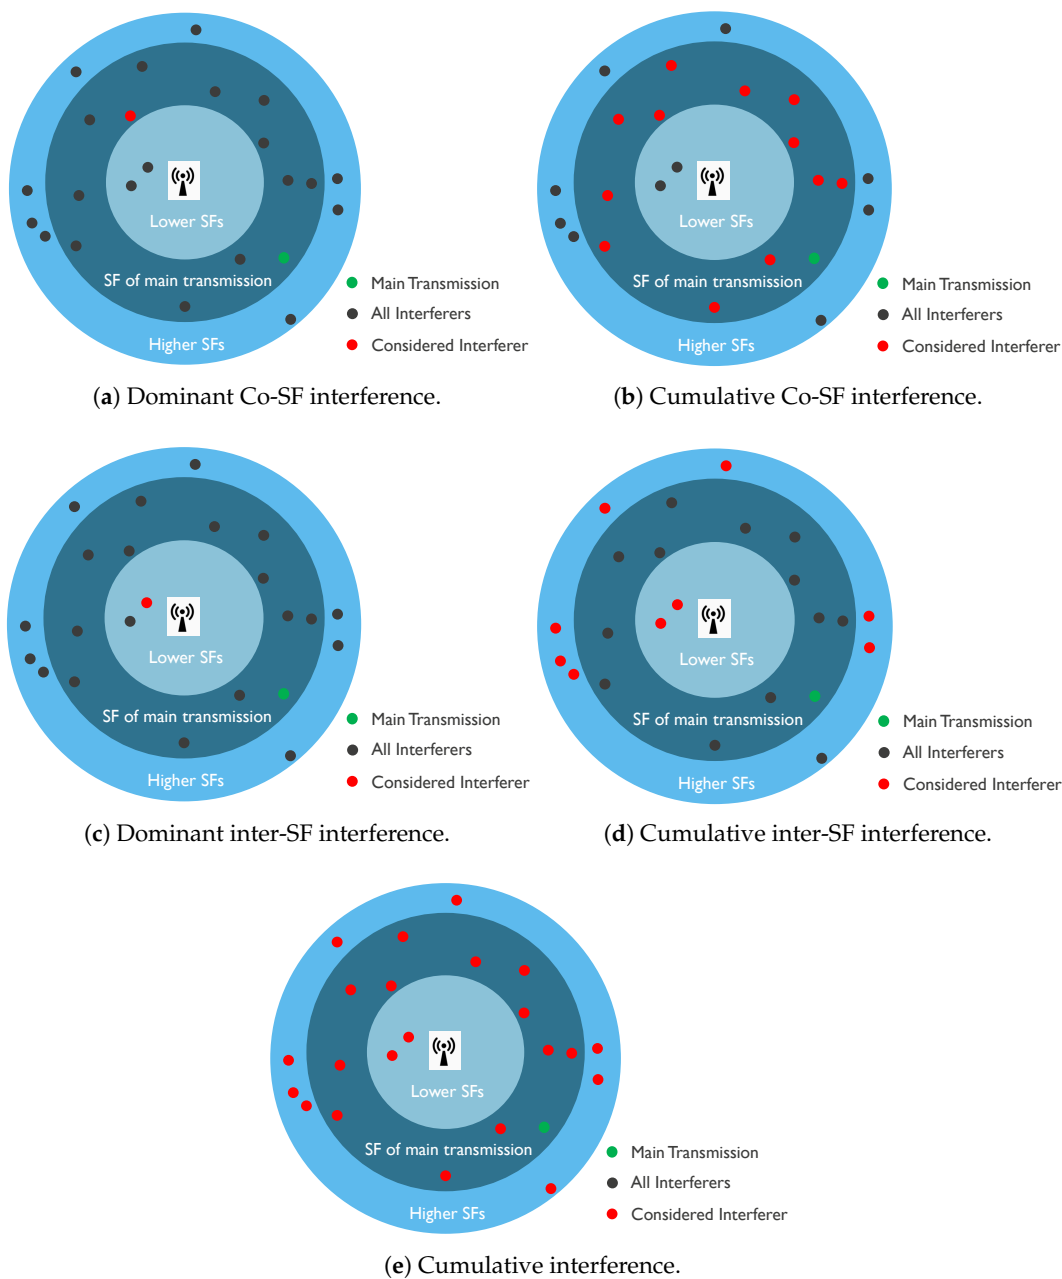 Lower SFs
SF of main transmission
Higher SFs
Main Transmission
All Interferers
Considered Interferer
(a) Dominant Co-SF interference.
Lower SFs
SF of main transmission
Higher SFs
Main Transmission
All Interferers
Considered Interferer
(b) Cumulative Co-SF interference.
Lower SFs
SF of main transmission
Higher SFs
Main Transmission
All Interferers
Considered Interferer
(c) Dominant inter-SF interference.
Lower SFs
SF of main transmission
Higher SFs
Main Transmission
All Interferers
Considered Interferer
(d) Cumulative inter-SF interference.
Lower SFs
SF of main transmission
Higher SFs
Main Transmission
All Interferers
Considered Interferer
(e) Cumulative interference.